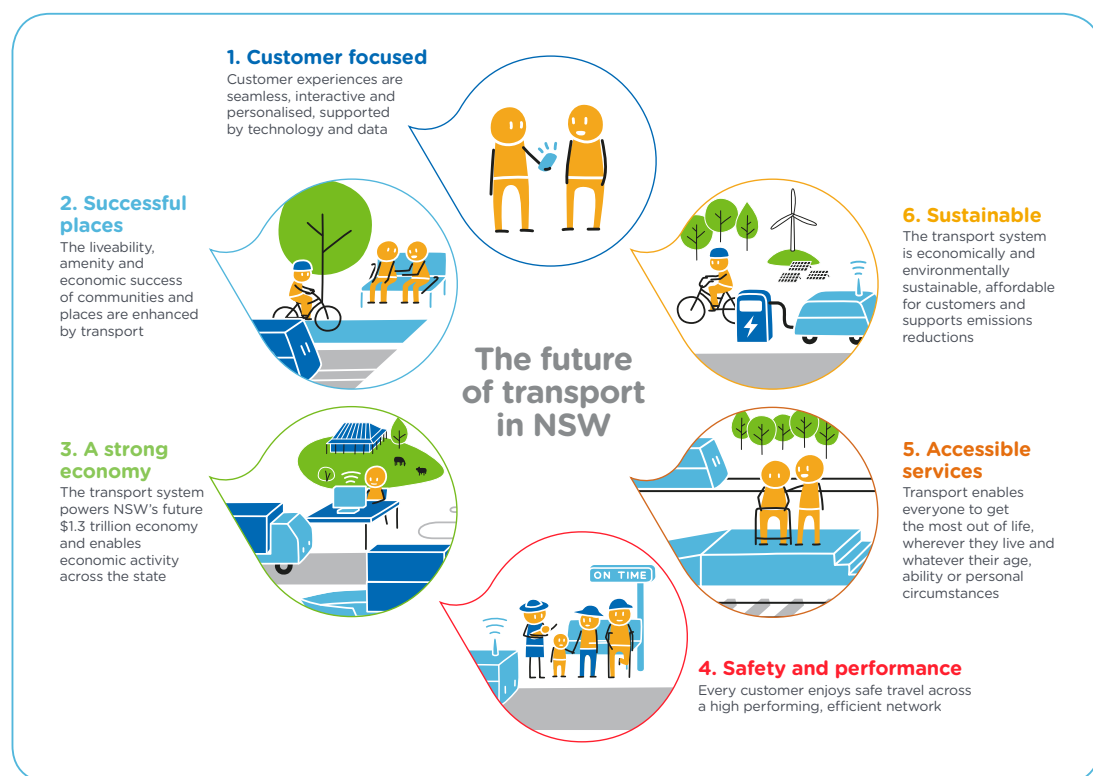 1. Customer focused
Customer experiences are
seamless, interactive and
personalised, supported
by technology and data
2. Successful
places
The liveability,
amenity and
economic success
of communities and
places are enhanced
by transport
3. A strong
economy
The transport system
powers NSW's future
$1.3 trillion economy
and enables
economic activity
across the state
The future
of transport
in NSW
ON TIME
4. Safety and performance
Every customer enjoys safe travel across
a high performing, efficient network
5. Accessible
services
Transport enables
everyone to get
the most out of life,
wherever they live and
whatever their age,
ability or personal
circumstances
6. Sustainable
The transport system
is economically and
environmentally
sustainable, affordable
for customers and
supports emissions
reductions